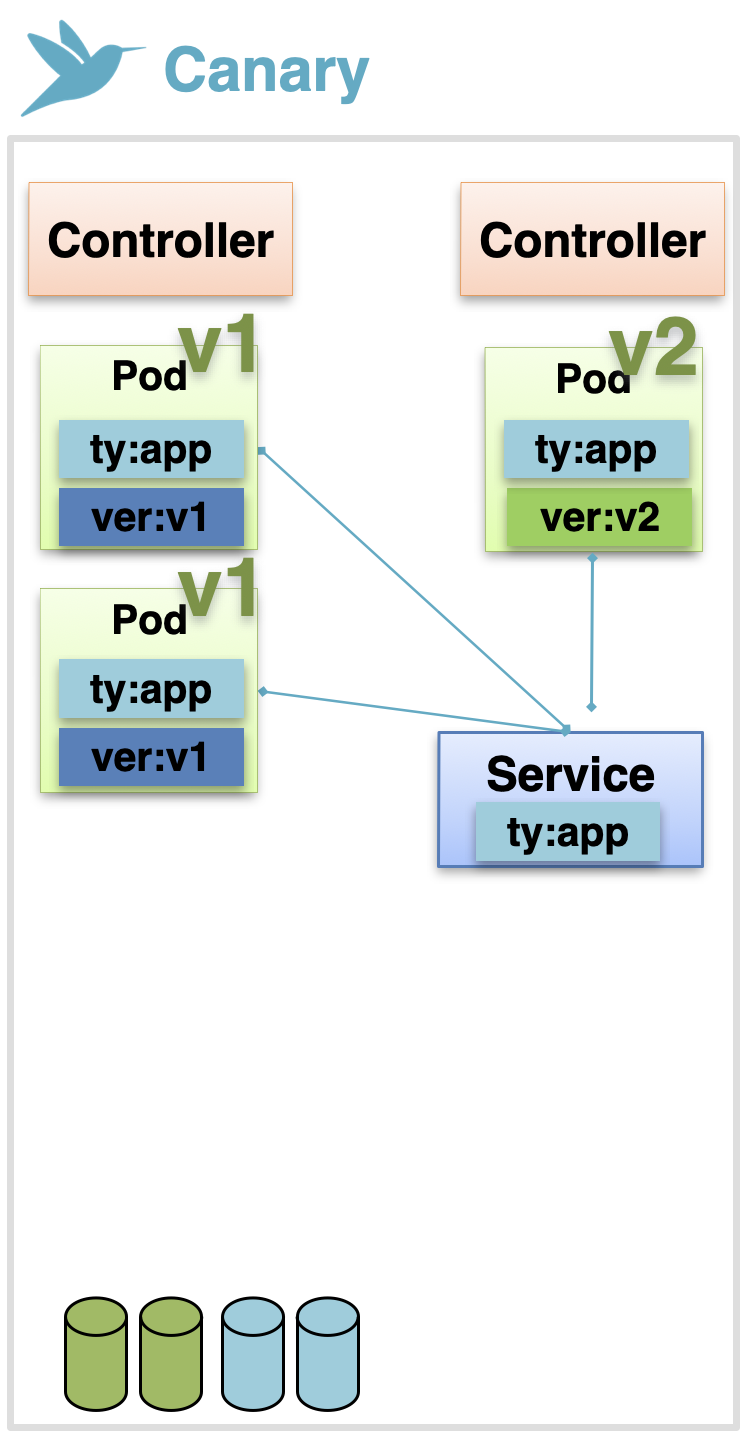 Canary
Controller
Controller
v1
Pod
ty:app
ver:v1
v2
Pod
ty:app
ver:v2
v1
Pod
ty:app
ver:v1
Service
ty:app